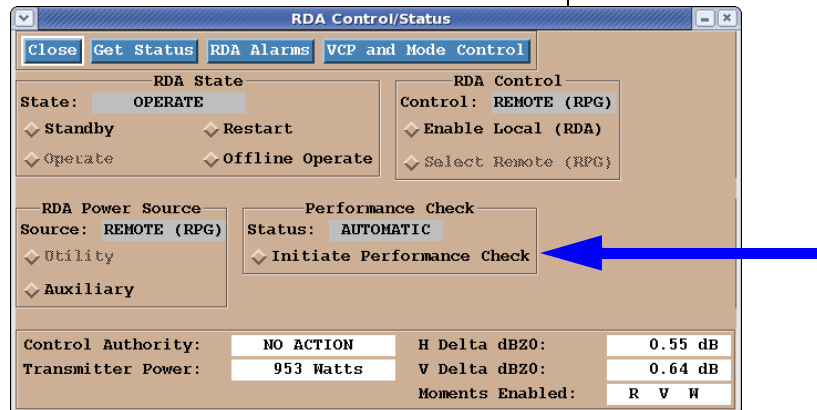 RDA Control/Status
Close Get Status RDA Alarms VCP and Mode Control
RDA State
State: OPERATE
Standby Restart
Operate Offline Operate
RDA Control
Control: REMOTE (RPG)
Enable Local (RDA)
Select Remote (RPG)
RDA Power Source
Source: REMOTE (RPG)
Utility
Auxiliary
Performance Check
Status: AUTOMATIC
Initiate Performance Check
Control Authority: NO ACTION H Delta dBZ0: 0.55 dB
Transmitter Power: 953 Watts V Delta dBZ0: 0.64 dB
Moments Enabled: R V W